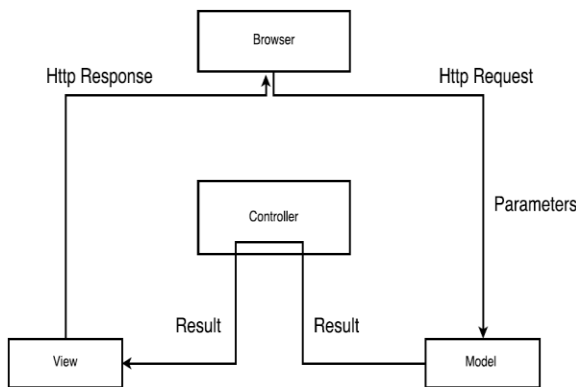 Browser
Http Response
Http Request
Controller
Parameters
Result
Result
View
Model